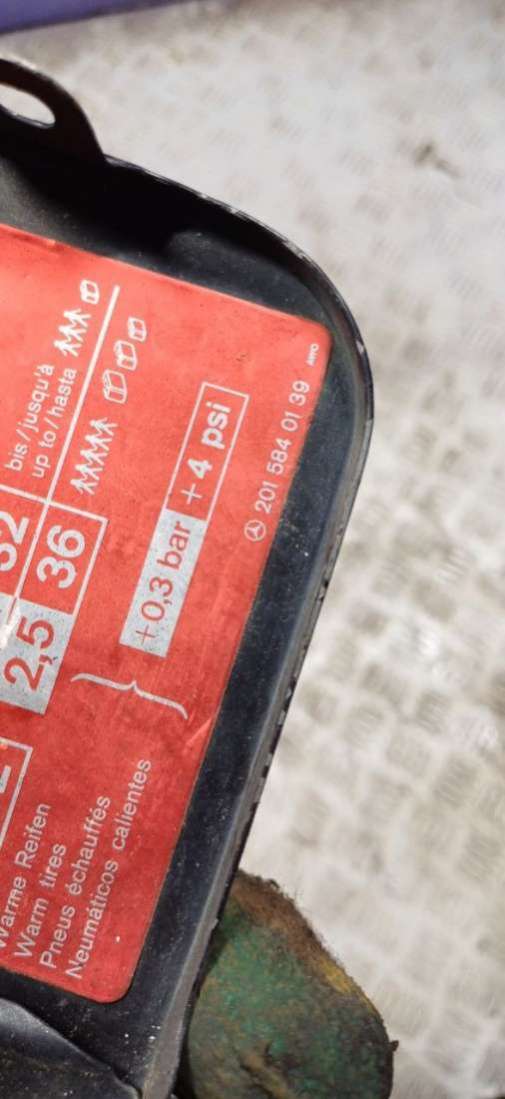 bis/jusqu'à
up to/hasta
32
2,5 36
Warme Reifen
Warm tires
Pneus échauffés
Neumáticos calientes
+0,3 bar +4 psi
201 584 01 39